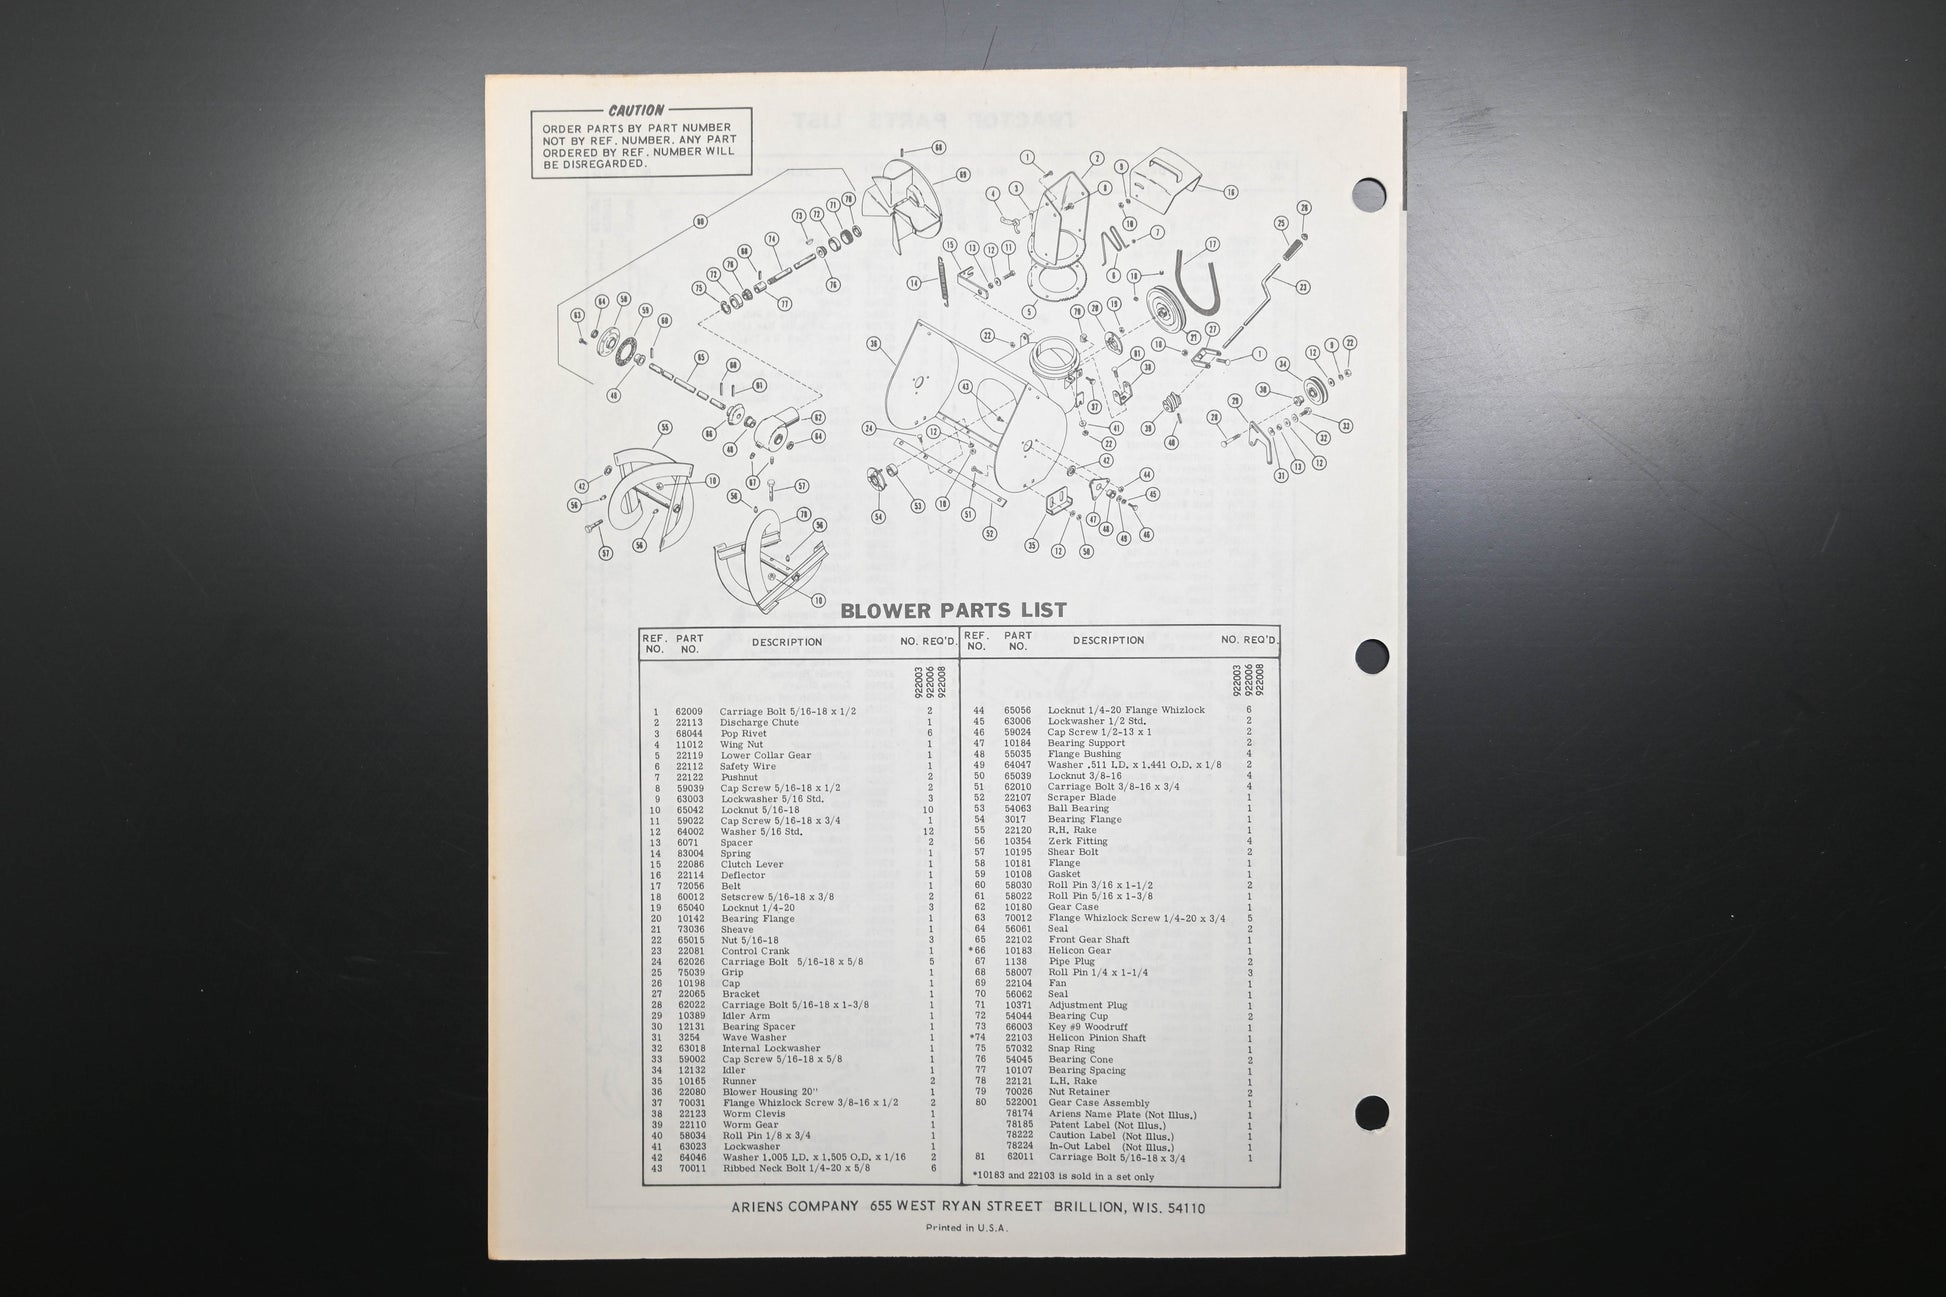 CAUTION
ORDER PARTS BY PART NUMBER
NOT BY REF. NUMBER. ANY PART
ORDERED BY REF. NUMBER WILL
BE DISREGARDED.
BLOWER PARTS LIST
REF. NO. PART NO. DESCRIPTION NO. REQ'D.
922003 922006 922008
1 62009 Carriage Bolt 5/16-18 x 1/2 2
2 22113 Discharge Chute 1
3 68044 Pop Rivet 6
4 11012 Wing Nut 1
5 22119 Lower Collar Gear 1
6 22112 Safety Wire 1
7 22122 Pushnut 2
8 59039 Cap Screw 5/16-18 x 1/2 2
9 63003 Lockwasher 5/16 Std. 3
10 65042 Locknut 5/16-18 10
11 59022 Cap Screw 5/16-18 x 3/4 1
12 64002 Washer 5/16 Std. 12
13 6071 Spacer 2
14 83004 Spring 1
15 22086 Clutch Lever 1
16 22114 Deflector 1
17 72056 Belt 1
18 60012 Setscrew 5/16-18 x 3/8 2
19 65040 Locknut 1/4-20 3
20 10142 Bearing Flange 1
21 73036 Sheave 1
22 65015 Nut 5/16-18 3
23 22081 Control Crank 1
24 62026 Carriage Bolt 5/16-18 x 5/8 5
25 75039 Grip 1
26 10198 Cap 1
27 22065 Bracket 1
28 62022 Carriage Bolt 5/16-18 x 1-3/8 1
29 10389 Idler Arm 1
30 12131 Bearing Spacer 1
31 3254 Wave Washer 1
32 63018 Internal Lockwasher 1
33 59002 Cap Screw 5/16-18 x 5/8 1
34 12132 Idler 1
35 10165 Runner 2
36 22080 Blower Housing 20" 1
37 70031 Flange Whizlock Screw 3/8-16 x 1/2 2
38 22123 Worm Clevis 1
39 22110 Worm Gear 1
40 58034 Roll Pin 1/8 x 3/4 1
41 63023 Lockwasher 1
42 64046 Washer 1.005 I.D. x 1.505 O.D. x 1/16 2
43 70011 Ribbed Neck Bolt 1/4-20 x 5/8 6
REF. NO. PART NO. DESCRIPTION NO. REQ'D.
922003 922006 922008
44 65056 Locknut 1/4-20 Flange Whizlock 6
45 63006 Lockwasher 1/2 Std. 2
46 59024 Cap Screw 1/2-13 x 1 2
47 10184 Bearing Support 2
48 55035 Flange Bushing 4
49 64047 Washer .511 I.D. x 1.441 O.D. x 1/8 2
50 65039 Locknut 3/8-16 4
51 62010 Carriage Bolt 3/8-16 x 3/4 4
52 22107 Scraper Blade 1
53 54063 Ball Bearing 1
54 3017 Bearing Flange 1
55 22120 R.H. Rake 1
56 10354 Zerk Fitting 4
57 10195 Shear Bolt 2
58 10181 Flange 1
59 10108 Gasket 1
60 58030 Roll Pin 3/16 x 1-1/2 2
61 58022 Roll Pin 5/16 x 1-3/8 1
62 10180 Gear Case 1
63 70012 Flange Whizlock Screw 1/4-20 x 3/4 5
64 56061 Seal 2
65 22102 Front Gear Shaft 1
*66 10183 Helicon Gear 1
67 1138 Pipe Plug 2
68 58007 Roll Pin 1/4 x 1-1/4 3
69 22104 Fan 1
70 56062 Seal 1
71 10371 Adjustment Plug 1
72 54044 Bearing Cup 2
73 66003 Key #9 Woodruff 1
*74 22103 Helicon Pinion Shaft 1
75 57032 Snap Ring 1
76 54045 Bearing Cone 2
77 10107 Bearing Spacing 1
78 22121 L.H. Rake 1
79 70026 Nut Retainer 2
80 522001 Gear Case Assembly 1
78174 Ariens Name Plate (Not Illus.) 1
78185 Patent Label (Not Illus.) 1
78222 Caution Label (Not Illus.) 1
78224 In-Out Label (Not Illus.) 1
81 62011 Carriage Bolt 5/16-18 x 3/4 1
*10183 and 22103 is sold in a set only
ARIENS COMPANY 655 WEST RYAN STREET BRILLION, WIS. 54110
Printed in U.S.A.